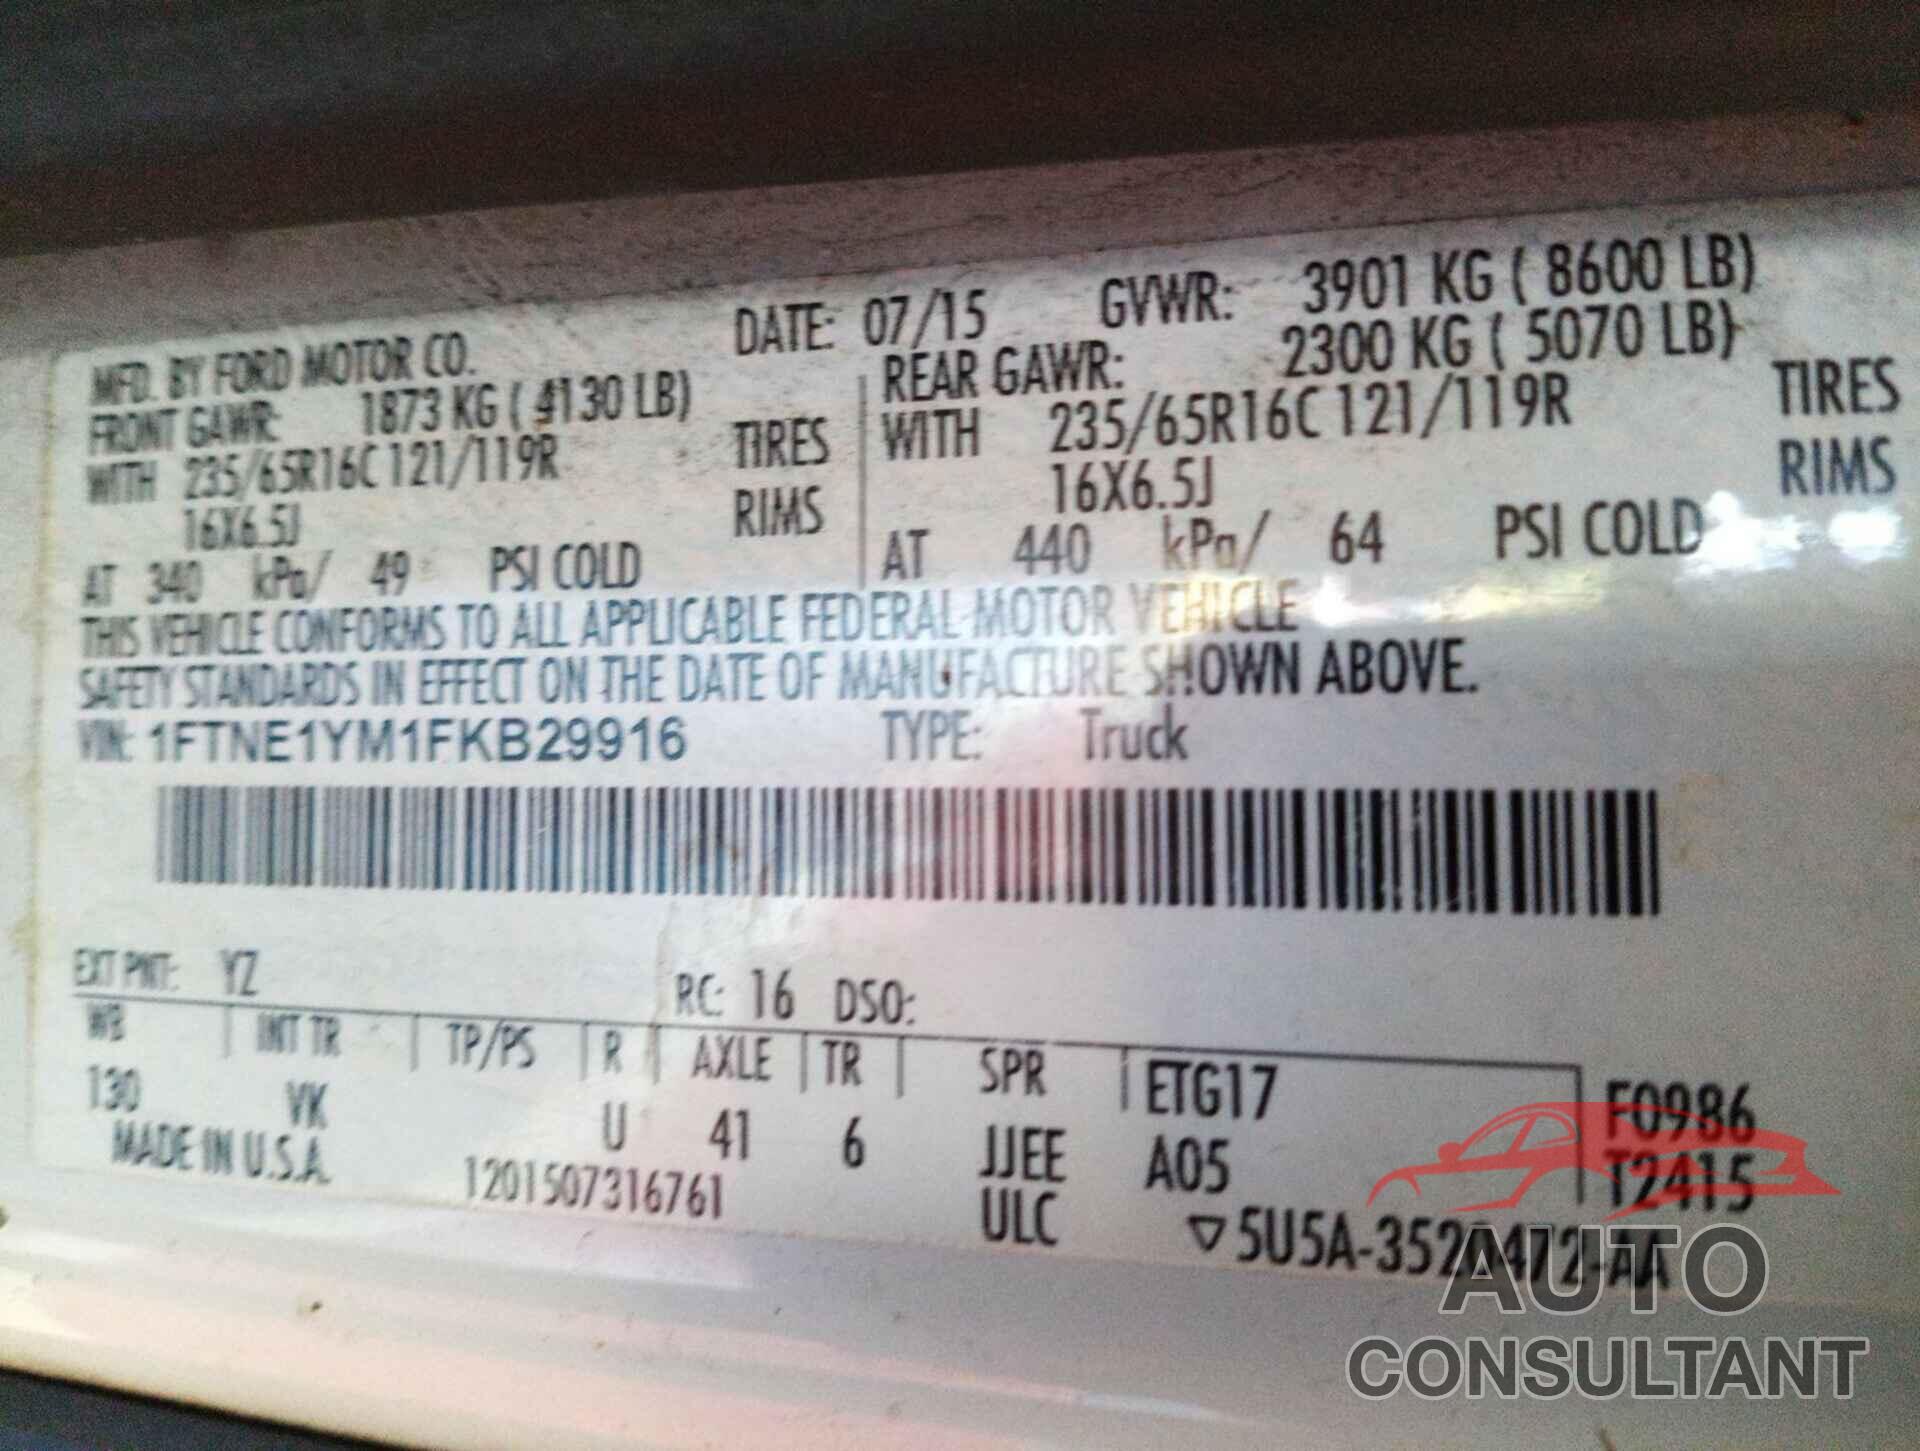 MFD. BY FORD MOTOR CO. DATE: 07/15 GVWR: 3901 KG ( 8600 LB)
FRONT GAWR: 1873 KG ( 4130 LB) REAR GAWR: 2300 KG ( 5070 LB)
WITH 235/65R16C 121/119R TIRES WITH 235/65R16C 121/119R TIRES
16X6.5J RIMS 16X6.5J RIMS
AT 340 kPa/ 49 PSI COLD AT 440 kPa/ 64 PSI COLD
THIS VEHICLE CONFORMS TO ALL APPLICABLE FEDERAL MOTOR VEHICLE
SAFETY STANDARDS IN EFFECT ON THE DATE OF MANUFACTURE SHOWN ABOVE.
VIN: 1FTNE1YM1FKB29916 TYPE: Truck
EXT PNT: YZ RC: 16 DSO:
WB INT TR TP/PS R AXLE TR SPR ETG17 F0986
130 VK U 41 6 JJEE A05 T2415
MADE IN U.S.A. 1201507316761 ULC ▽5U5A-3520472-AA
AUTO
CONSULTANT